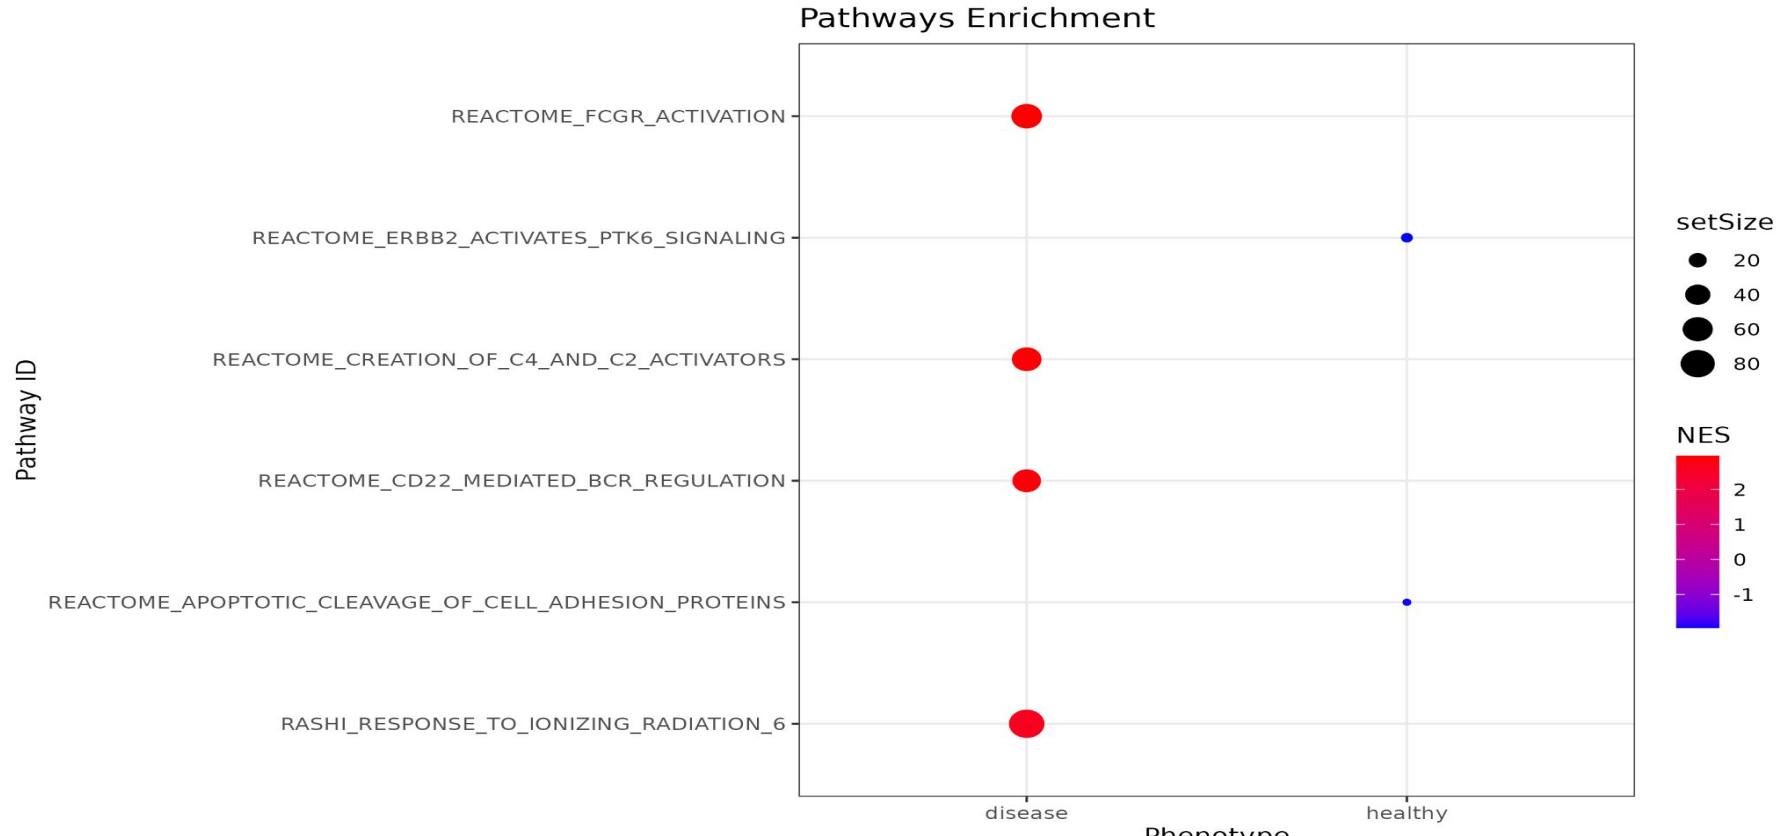 Pathways Enrichment
REACTOME_FCGR_ACTIVATION
REACTOME_ERBB2_ACTIVATES_PTK6_SIGNALING
REACTOME_CREATION_OF_C4_AND_C2_ACTIVATORS
REACTOME_CD22_MEDIATED_BCR_REGULATION
REACTOME_APOPTOTIC_CLEAVAGE_OF_CELL_ADHESION_PROTEINS
RASHI_RESPONSE_TO_IONIZING_RADIATION_6
Pathway ID
disease healthy
Phenotype
setSize
20
40
60
80
NES
2
1
0
-1